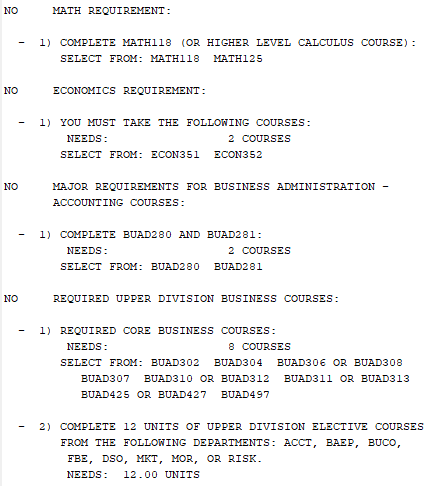 NO MATH REQUIREMENT:
- 1) COMPLETE MATH118 (OR HIGHER LEVEL CALCULUS COURSE):
SELECT FROM: MATH118 MATH125
NO ECONOMICS REQUIREMENT:
- 1) YOU MUST TAKE THE FOLLOWING COURSES:
NEEDS: 2 COURSES
SELECT FROM: ECON351 ECON352
NO MAJOR REQUIREMENTS FOR BUSINESS ADMINISTRATION -
ACCOUNTING COURSES:
- 1) COMPLETE BUAD280 AND BUAD281:
NEEDS: 2 COURSES
SELECT FROM: BUAD280 BUAD281
NO REQUIRED UPPER DIVISION BUSINESS COURSES:
- 1) REQUIRED CORE BUSINESS COURSES:
NEEDS: 8 COURSES
SELECT FROM: BUAD302 BUAD304 BUAD306 OR BUAD308
BUAD307 BUAD310 OR BUAD312 BUAD311 OR BUAD313
BUAD425 OR BUAD427 BUAD497
- 2) COMPLETE 12 UNITS OF UPPER DIVISION ELECTIVE COURSES
FROM THE FOLLOWING DEPARTMENTS: ACCT, BAEP, BUCO,
FBE, DSO, MKT, MOR, OR RISK.
NEEDS: 12.00 UNITS